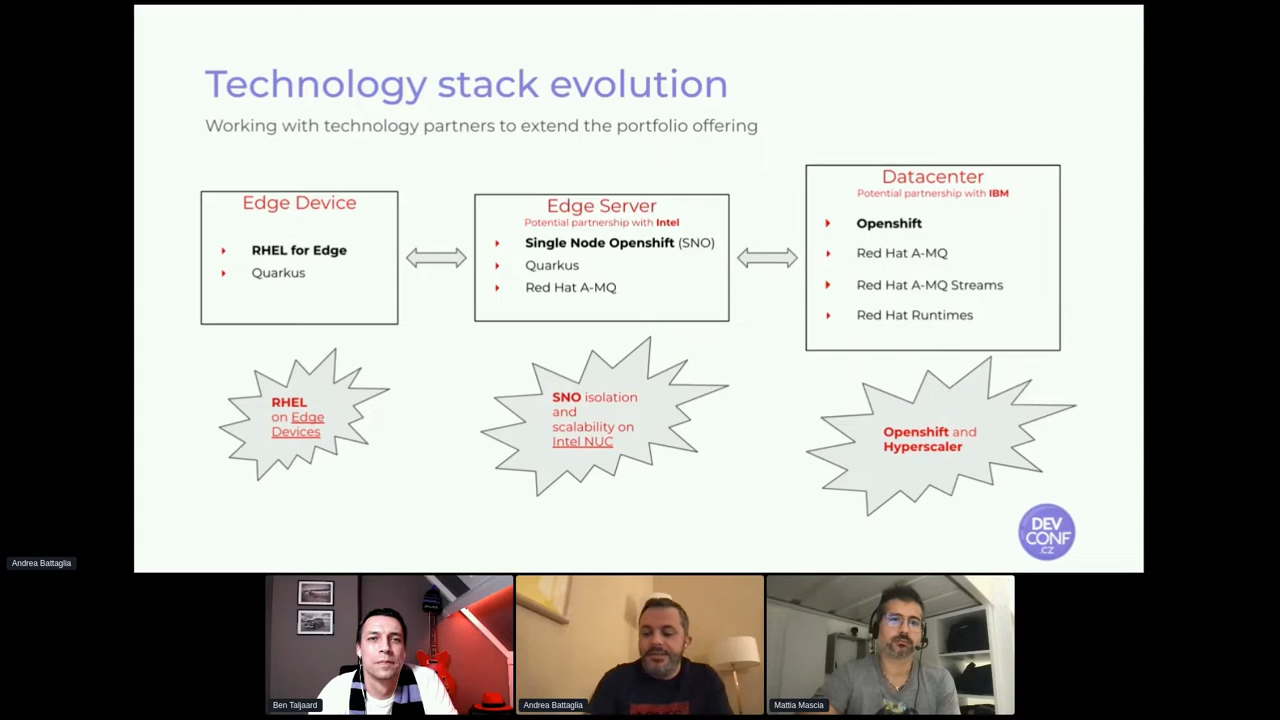 Technology stack evolution
Working with technology partners to extend the portfolio offering
Edge Device
RHEL for Edge
Quarkus
Edge Server
Potential partnership with Intel
Single Node Openshift (SNO)
Quarkus
Red Hat A-MQ
Datacenter
Potential partnership with IBM
Openshift
Red Hat A-MQ
Red Hat A-MQ Streams
Red Hat Runtimes
RHEL
on Edge
Devices
SNO isolation
and
scalability on
Intel NUC
Openshift and
Hyperscaler
DEV
CONF
.CZ
Andrea Battaglia
Ben Taljaard
Andrea Battaglia
Mattia Mascia